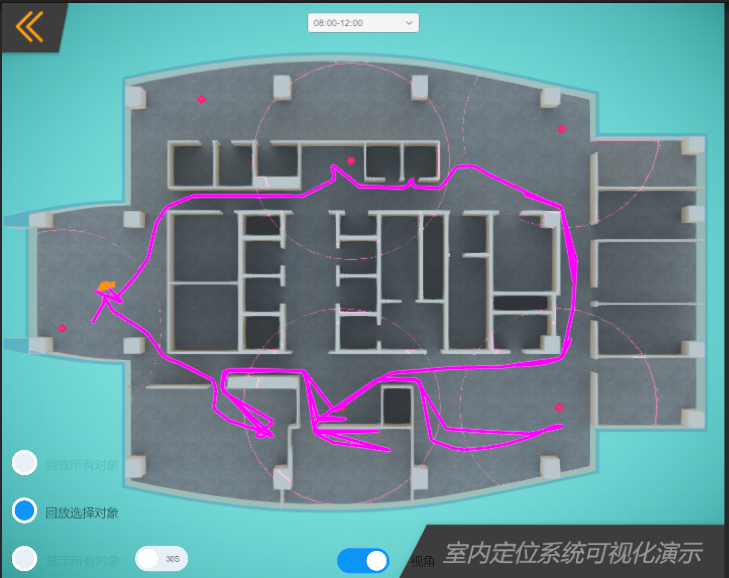 08:00-12:00
回放所有对象
回放选择对象
显示所有对象
30S
视角
室内定位系统可视化演示